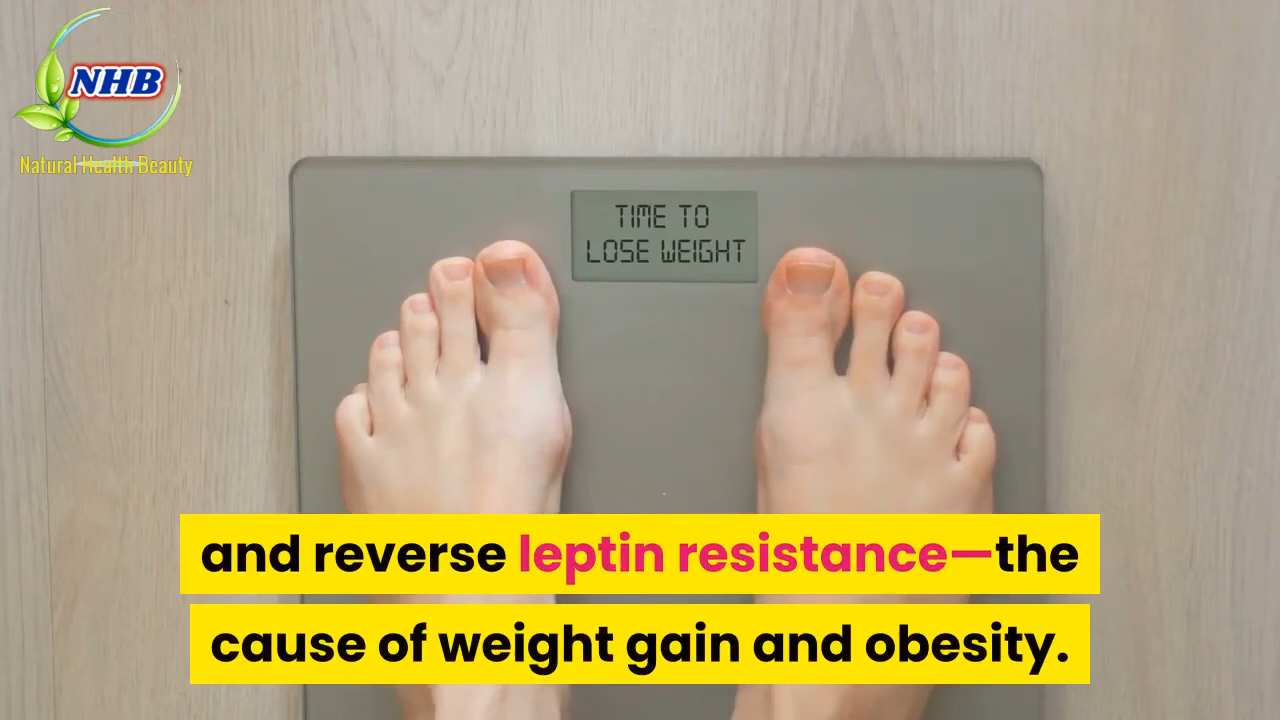 NHB
Natural Health Beauty
TIME TO
LOSE WEIGHT
and reverse leptin resistance—the
cause of weight gain and obesity.